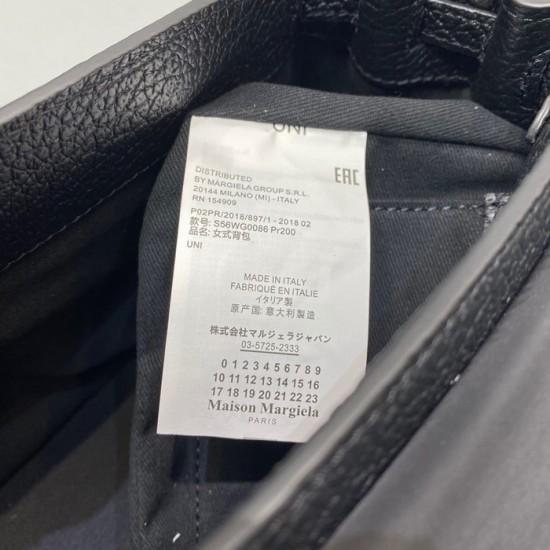 UNI
DISTRIBUTED
BY MARGIELA GROUP S.R.L.
20144 MILANO (MI) - ITALY
RN 154909
EAC
P02PR/2018/897/1 - 2018 02
款号: S56WG0086 Pr200
品名: 女式背包
UNI
MADE IN ITALY
FABRIQUÉ EN ITALIE
イタリア製
原产国: 意大利製造
株式会社マルジェラジャパン
03-5725-2333
0 1 2 3 4 5 6 7 8 9
10 11 12 13 14 15 16
17 18 19 20 21 22 23
Maison Margiela
PARIS